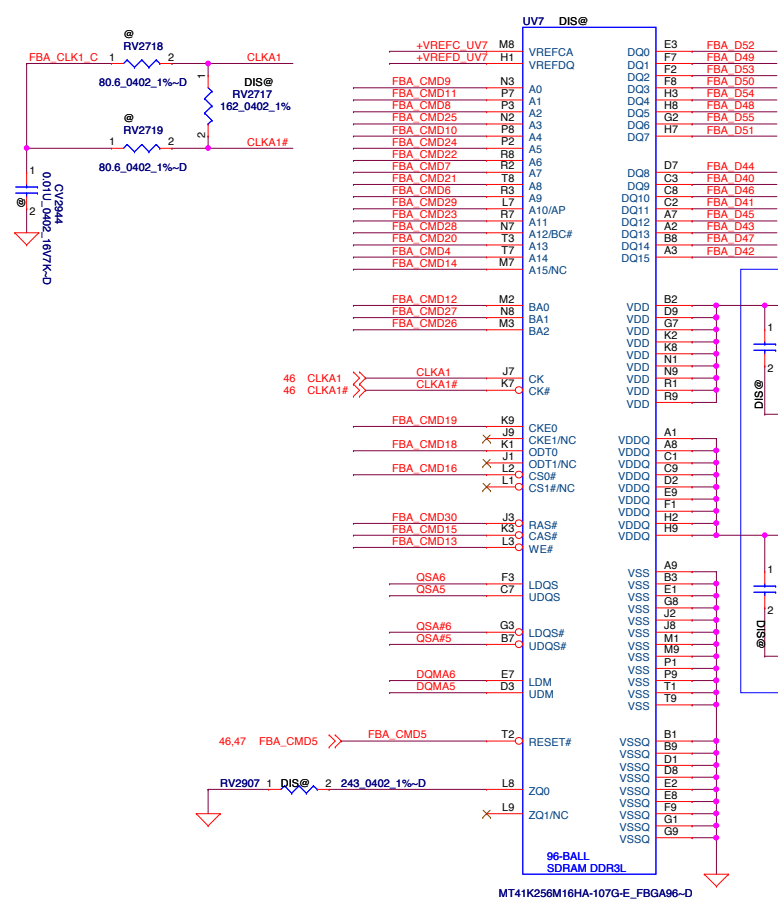 UV7 DIS@
@
RV2718
FBA_CLK1_C 1 2 CLKA1
80.6_0402_1%~D
1
DIS@
RV2717
162_0402_1%
2
@
RV2719
1 2 CLKA1#
80.6_0402_1%~D
1
2
@
CV2944
0.01U_0402_16V7K~D
+VREFC_UV7 M8 VREFCA
+VREFD_UV7 H1 VREFDQ
FBA_CMD9 N3 A0
FBA_CMD11 P7 A1
FBA_CMD8 P3 A2
FBA_CMD25 N2 A3
FBA_CMD10 P8 A4
FBA_CMD24 P2 A5
FBA_CMD22 R8 A6
FBA_CMD7 R2 A7
FBA_CMD21 T8 A8
FBA_CMD6 R3 A9
FBA_CMD29 L7 A10/AP
FBA_CMD23 R7 A11
FBA_CMD28 N7 A12/BC#
FBA_CMD20 T3 A13
FBA_CMD4 T7 A14
FBA_CMD14 M7 A15/NC
FBA_CMD12 M2 BA0
FBA_CMD27 N8 BA1
FBA_CMD26 M3 BA2
46 CLKA1 CLKA1 J7 CK
46 CLKA1# CLKA1# K7 CK#
FBA_CMD19 K9 CKE0
J9 CKE1/NC
FBA_CMD18 K1 ODT0
J1 ODT1/NC
FBA_CMD16 L2 CS0#
L1 CS1#/NC
FBA_CMD30 J3 RAS#
FBA_CMD15 K3 CAS#
FBA_CMD13 L3 WE#
QSA6 F3 LDQS
QSA5 C7 UDQS
QSA#6 G3 LDQS#
QSA#5 B7 UDQS#
DQMA6 E7 LDM
DQMA5 D3 UDM
46,47 FBA_CMD5 FBA_CMD5 T2 RESET#
RV2907 1 DIS@ 2 243_0402_1%~D L8 ZQ0
L9 ZQ1/NC
DQ0 E3 FBA_D52
DQ1 F7 FBA_D49
DQ2 F2 FBA_D53
DQ3 F8 FBA_D50
DQ4 H3 FBA_D54
DQ5 H8 FBA_D48
DQ6 G2 FBA_D55
DQ7 H7 FBA_D51
DQ8 D7 FBA_D44
DQ9 C3 FBA_D40
DQ10 C8 FBA_D46
DQ11 C2 FBA_D41
DQ12 A7 FBA_D45
DQ13 A2 FBA_D43
DQ14 B8 FBA_D47
DQ15 A3 FBA_D42
VDD B2
VDD D9
VDD G7
VDD K2
VDD K8
VDD N1
VDD N9
VDD R1
VDD R9
1
2
DIS@
VDDQ A1
VDDQ A8
VDDQ C1
VDDQ C9
VDDQ D2
VDDQ E9
VDDQ F1
VDDQ H2
VDDQ H9
1
2
DIS@
VSS A9
VSS B3
VSS E1
VSS G8
VSS J2
VSS J8
VSS M1
VSS M9
VSS P1
VSS P9
VSS T1
VSS T9
VSSQ B1
VSSQ B9
VSSQ D1
VSSQ D8
VSSQ E2
VSSQ E8
VSSQ F9
VSSQ G1
VSSQ G9
96-BALL
SDRAM DDR3L
MT41K256M16HA-107G-E_FBGA96~D